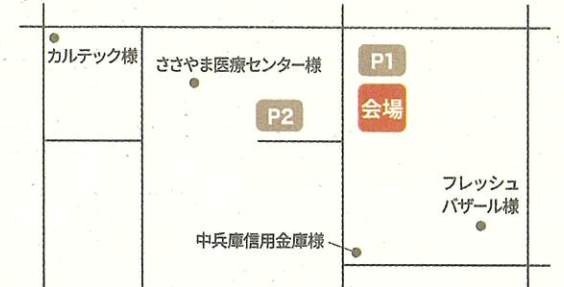 カルテック様
ささやま医療センター様
P1
会場
P2
フレッシュ
バザール様
中兵庫信用金庫様